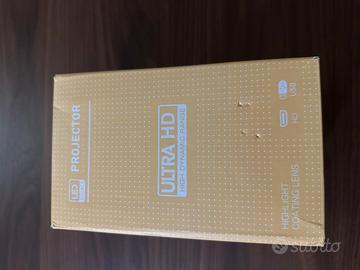 LED
PROJECTOR
ULTRA HD
HIGH DYNAMIC RANGE
USB
HD
HIGHLIGHT
COATING LENS
subito